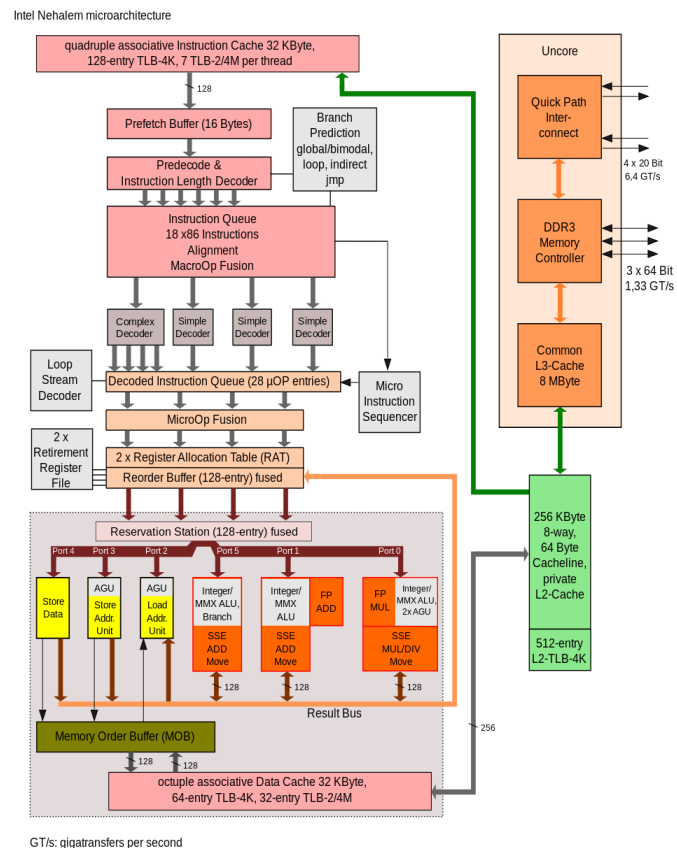 Intel Nehalem microarchitecture
quadruple associative Instruction Cache 32 KByte,
128-entry TLB-4K, 7 TLB-2/4M per thread
128
Prefetch Buffer (16 Bytes)
Predecode &
Instruction Length Decoder
Branch
Prediction
global/bimodal,
loop, indirect
jmp
Instruction Queue
18 x86 Instructions
Alignment
MacroOp Fusion
Complex
Decoder
Simple
Decoder
Simple
Decoder
Simple
Decoder
Loop
Stream
Decoder
Decoded Instruction Queue (28 µOP entries)
Micro
Instruction
Sequencer
MicroOp Fusion
2 x
Retirement
Register
File
2 x Register Allocation Table (RAT)
Reorder Buffer (128-entry) fused
Reservation Station (128-entry) fused
Port 4
Port 3
Port 2
Port 5
Port 1
Port 0
Store
Data
AGU
Store
Addr.
Unit
AGU
Load
Addr.
Unit
Integer/
MMX ALU,
Branch
SSE
ADD
Move
Integer/
MMX
ALU
FP
ADD
SSE
ADD
Move
FP
MUL
Integer/
MMX ALU,
2x AGU
SSE
MUL/DIV
Move
128
128
128
Result Bus
Memory Order Buffer (MOB)
128
128
octuple associative Data Cache 32 KByte,
64-entry TLB-4K, 32-entry TLB-2/4M
256
Uncore
Quick Path
Inter-
connect
4 x 20 Bit
6,4 GT/s
DDR3
Memory
Controller
3 x 64 Bit
1,33 GT/s
Common
L3-Cache
8 MByte
256 KByte
8-way,
64 Byte
Cacheline,
private
L2-Cache
512-entry
L2-TLB-4K
GT/s: gigatransfers per second